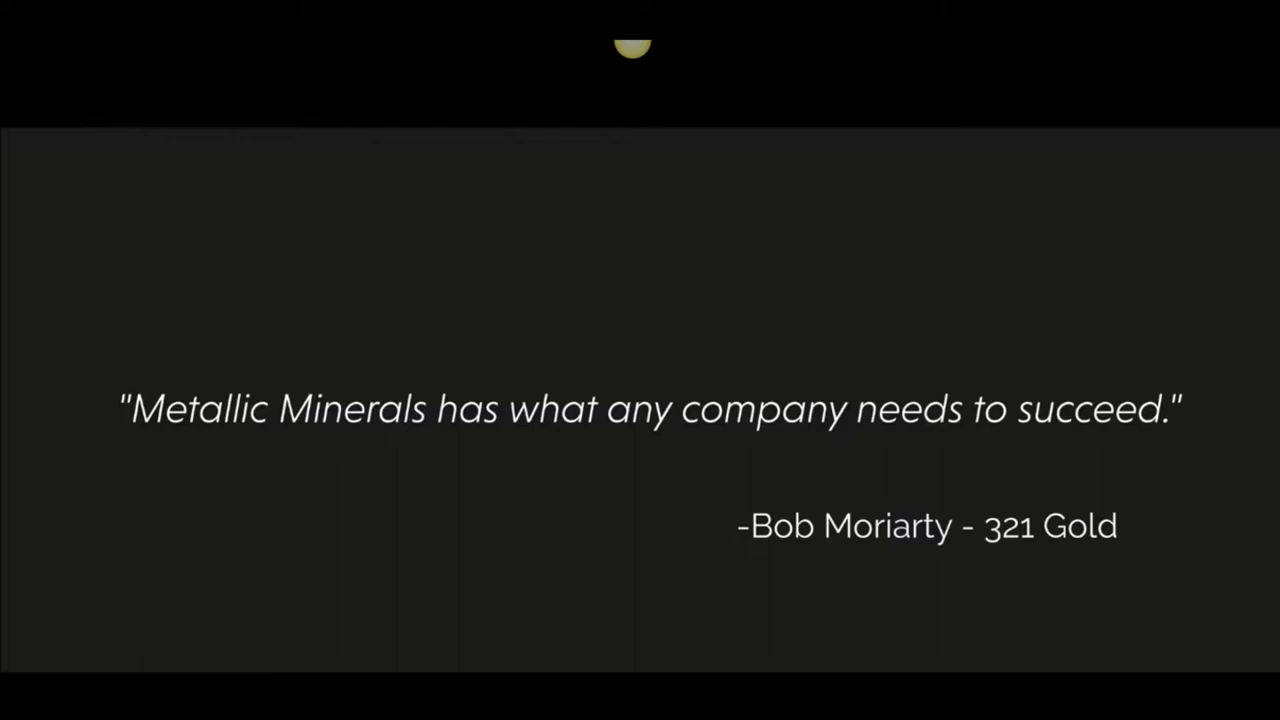 "Metallic Minerals has what any company needs to succeed."
-Bob Moriarty - 321 Gold